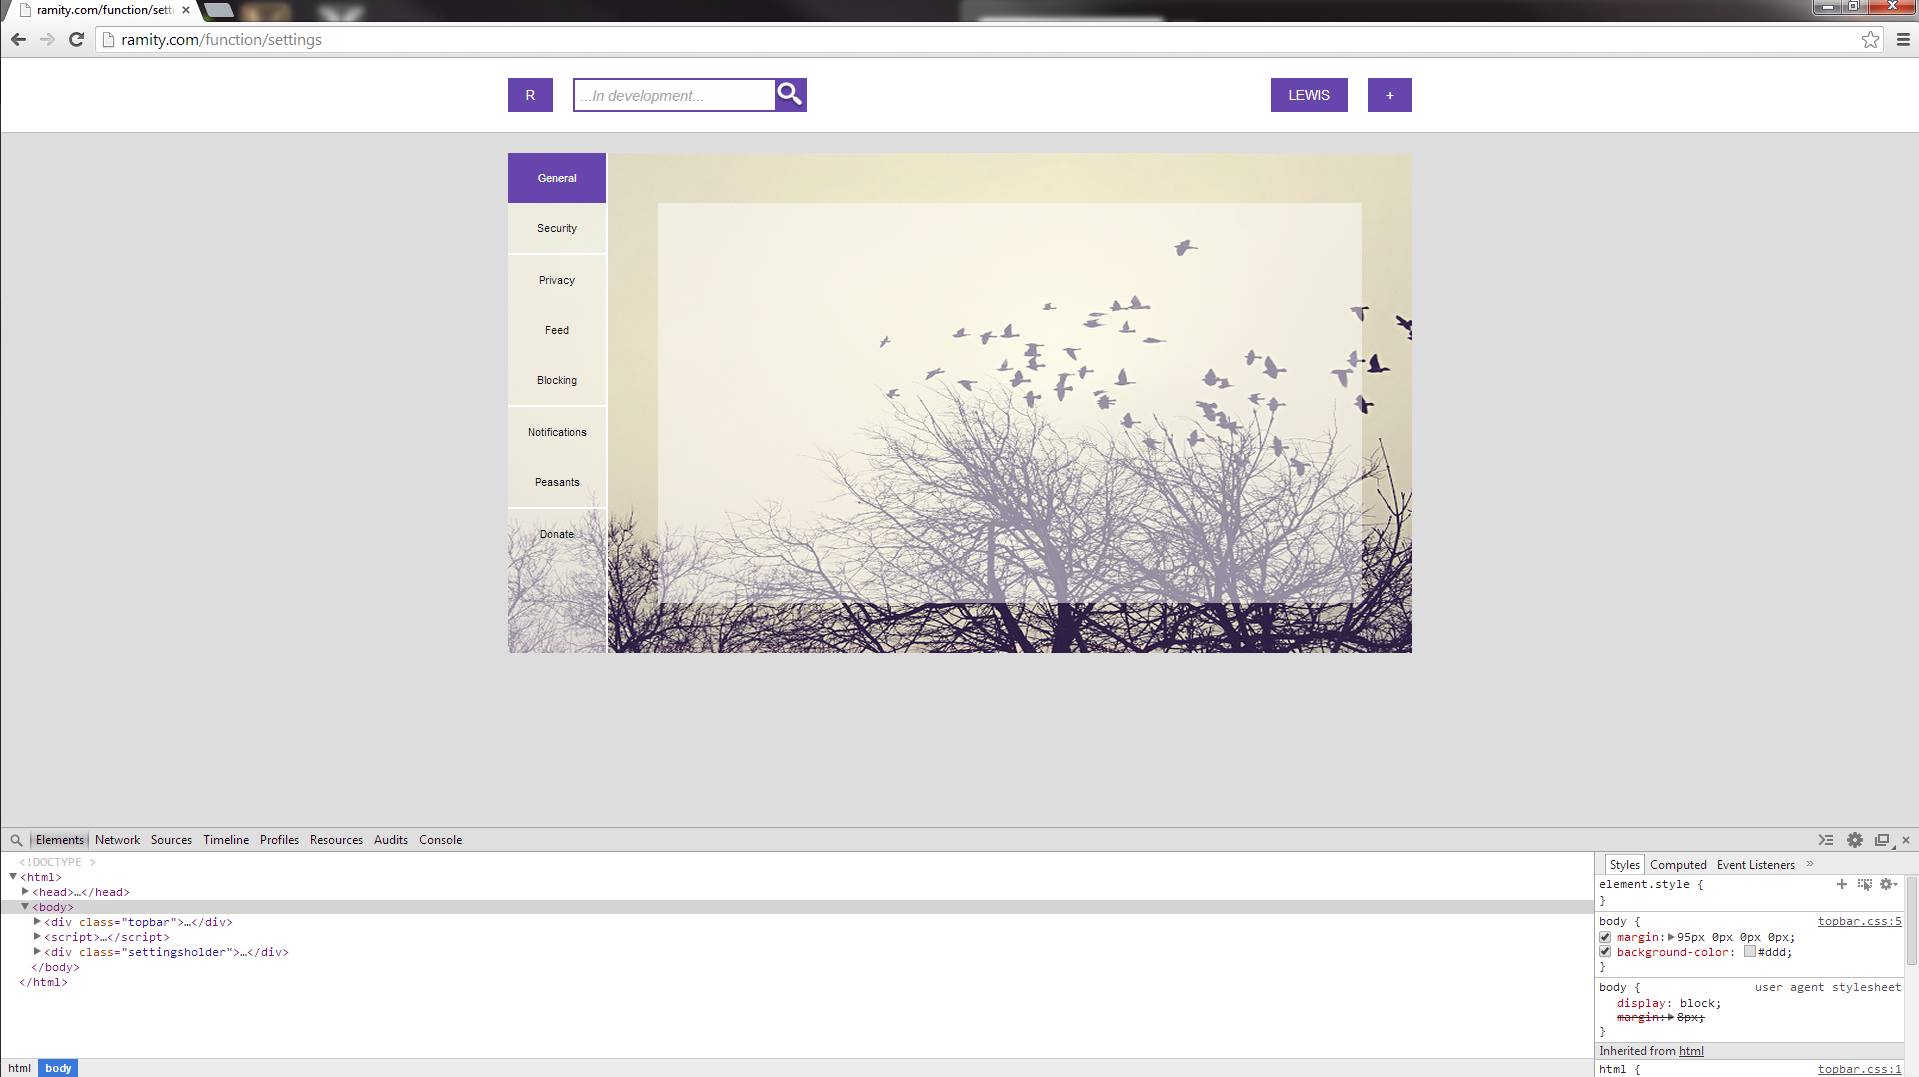 ramity.com/function/setti
ramity.com/function/settings
R
...In development...
LEWIS
+
General
Security
Privacy
Feed
Blocking
Notifications
Peasants
Donate
Elements Network Sources Timeline Profiles Resources Audits Console
<!DOCTYPE >
<html>
<head>…</head>
<body>
<div class="topbar">…</div>
<script>…</script>
<div class="settingsholder">…</div>
</body>
</html>
html body
Styles Computed Event Listeners »
element.style {
}
body { topbar.css:5
margin: 95px 0px 0px 0px;
background-color: #ddd;
}
body { user agent stylesheet
display: block;
margin: 8px;
}
Inherited from html
html { topbar.css:1